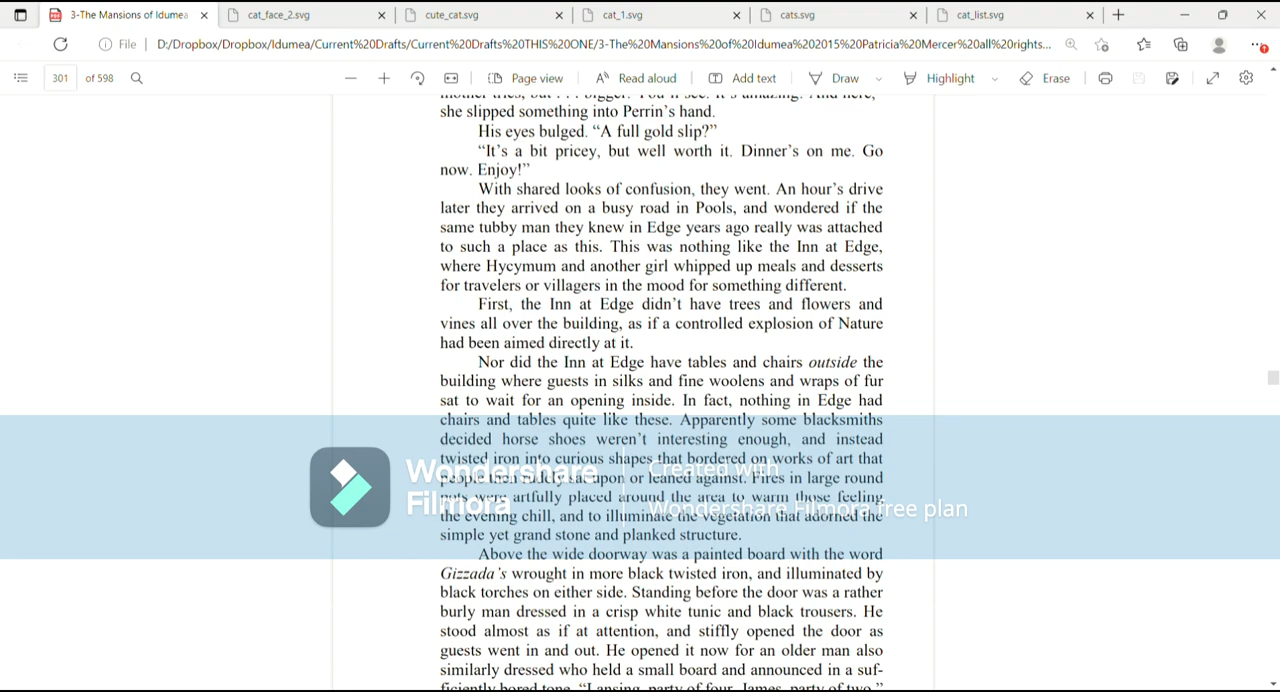 3-The Mansions of Idumea
cat_face_2.svg
cute_cat.svg
cat_1.svg
cats.svg
cat_list.svg
File
D:/Dropbox/Dropbox/Idumea/Current%20Drafts/Current%20Drafts%20THIS%20ONE/3-The%20Mansions%20of%20Idumea%202015%20Patricia%20Mercer%20all%20rights...
301 of 598
Page view
Read aloud
Add text
Draw
Highlight
Erase
she slipped something into Perrin’s hand.
His eyes bulged. “A full gold slip?”
“It’s a bit pricey, but well worth it. Dinner’s on me. Go
now. Enjoy!”
With shared looks of confusion, they went. An hour’s drive
later they arrived on a busy road in Pools, and wondered if the
same tubby man they knew in Edge years ago really was attached
to such a place as this. This was nothing like the Inn at Edge,
where Hycymum and another girl whipped up meals and desserts
for travelers or villagers in the mood for something different.
First, the Inn at Edge didn’t have trees and flowers and
vines all over the building, as if a controlled explosion of Nature
had been aimed directly at it.
Nor did the Inn at Edge have tables and chairs outside the
building where guests in silks and fine woolens and wraps of fur
sat to wait for an opening inside. In fact, nothing in Edge had
chairs and tables quite like these. Apparently some blacksmiths
decided horse shoes weren’t interesting enough, and instead
twisted iron into curious shapes that bordered on works of art that
upon or leaned against. Fires in large round
were artfully placed around the area to warm those feeling
the evening chill, and to illuminate the vegetation that adorned the
simple yet grand stone and planked structure.
Wondershare
Filmora
Created with
Wondershare Filmora free plan
Above the wide doorway was a painted board with the word
Gizzada’s wrought in more black twisted iron, and illuminated by
black torches on either side. Standing before the door was a rather
burly man dressed in a crisp white tunic and black trousers. He
stood almost as if at attention, and stiffly opened the door as
guests went in and out. He opened it now for an older man also
similarly dressed who held a small board and announced in a suf-
ficiently bored tone, “Lansing, party of four. James, party of two.”